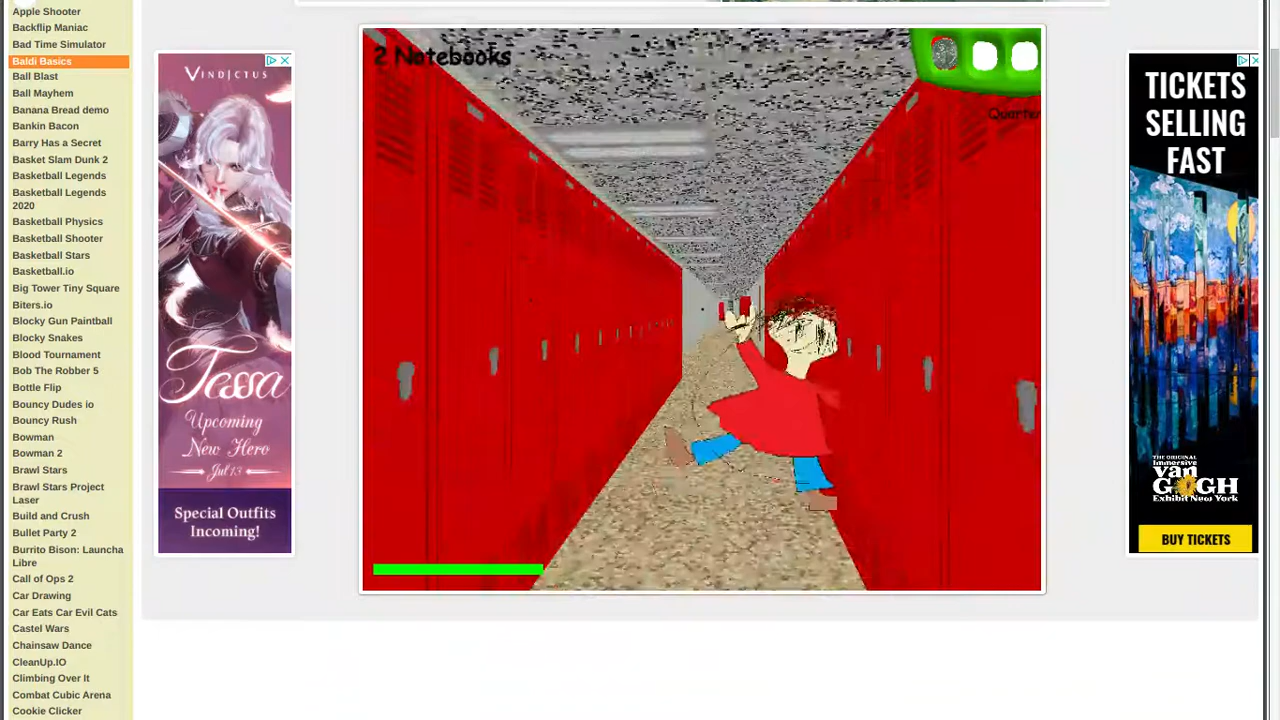 Apple Shooter
Backflip Maniac
Bad Time Simulator
Baldi Basics
Ball Blast
Ball Mayhem
Banana Bread demo
Bankin Bacon
Barry Has a Secret
Basket Slam Dunk 2
Basketball Legends
Basketball Legends
2020
Basketball Physics
Basketball Shooter
Basketball Stars
Basketball.io
Big Tower Tiny Square
Biters.io
Blocky Gun Paintball
Blocky Snakes
Blood Tournament
Bob The Robber 5
Bottle Flip
Bouncy Dudes io
Bouncy Rush
Bowman
Bowman 2
Brawl Stars
Brawl Stars Project
Laser
Build and Crush
Bullet Party 2
Burrito Bison: Launcha
Libre
Call of Ops 2
Car Drawing
Car Eats Car Evil Cats
Castel Wars
Chainsaw Dance
CleanUp.IO
Climbing Over It
Combat Cubic Arena
Cookie Clicker
VINDICTUS
Tessa
Upcoming
New Hero
Jul 13
Special Outfits
Incoming!
2 Notebooks
Quarter
TICKETS
SELLING
FAST
THE ORIGINAL
Immersive
van
GOGH
Exhibit New York
BUY TICKETS